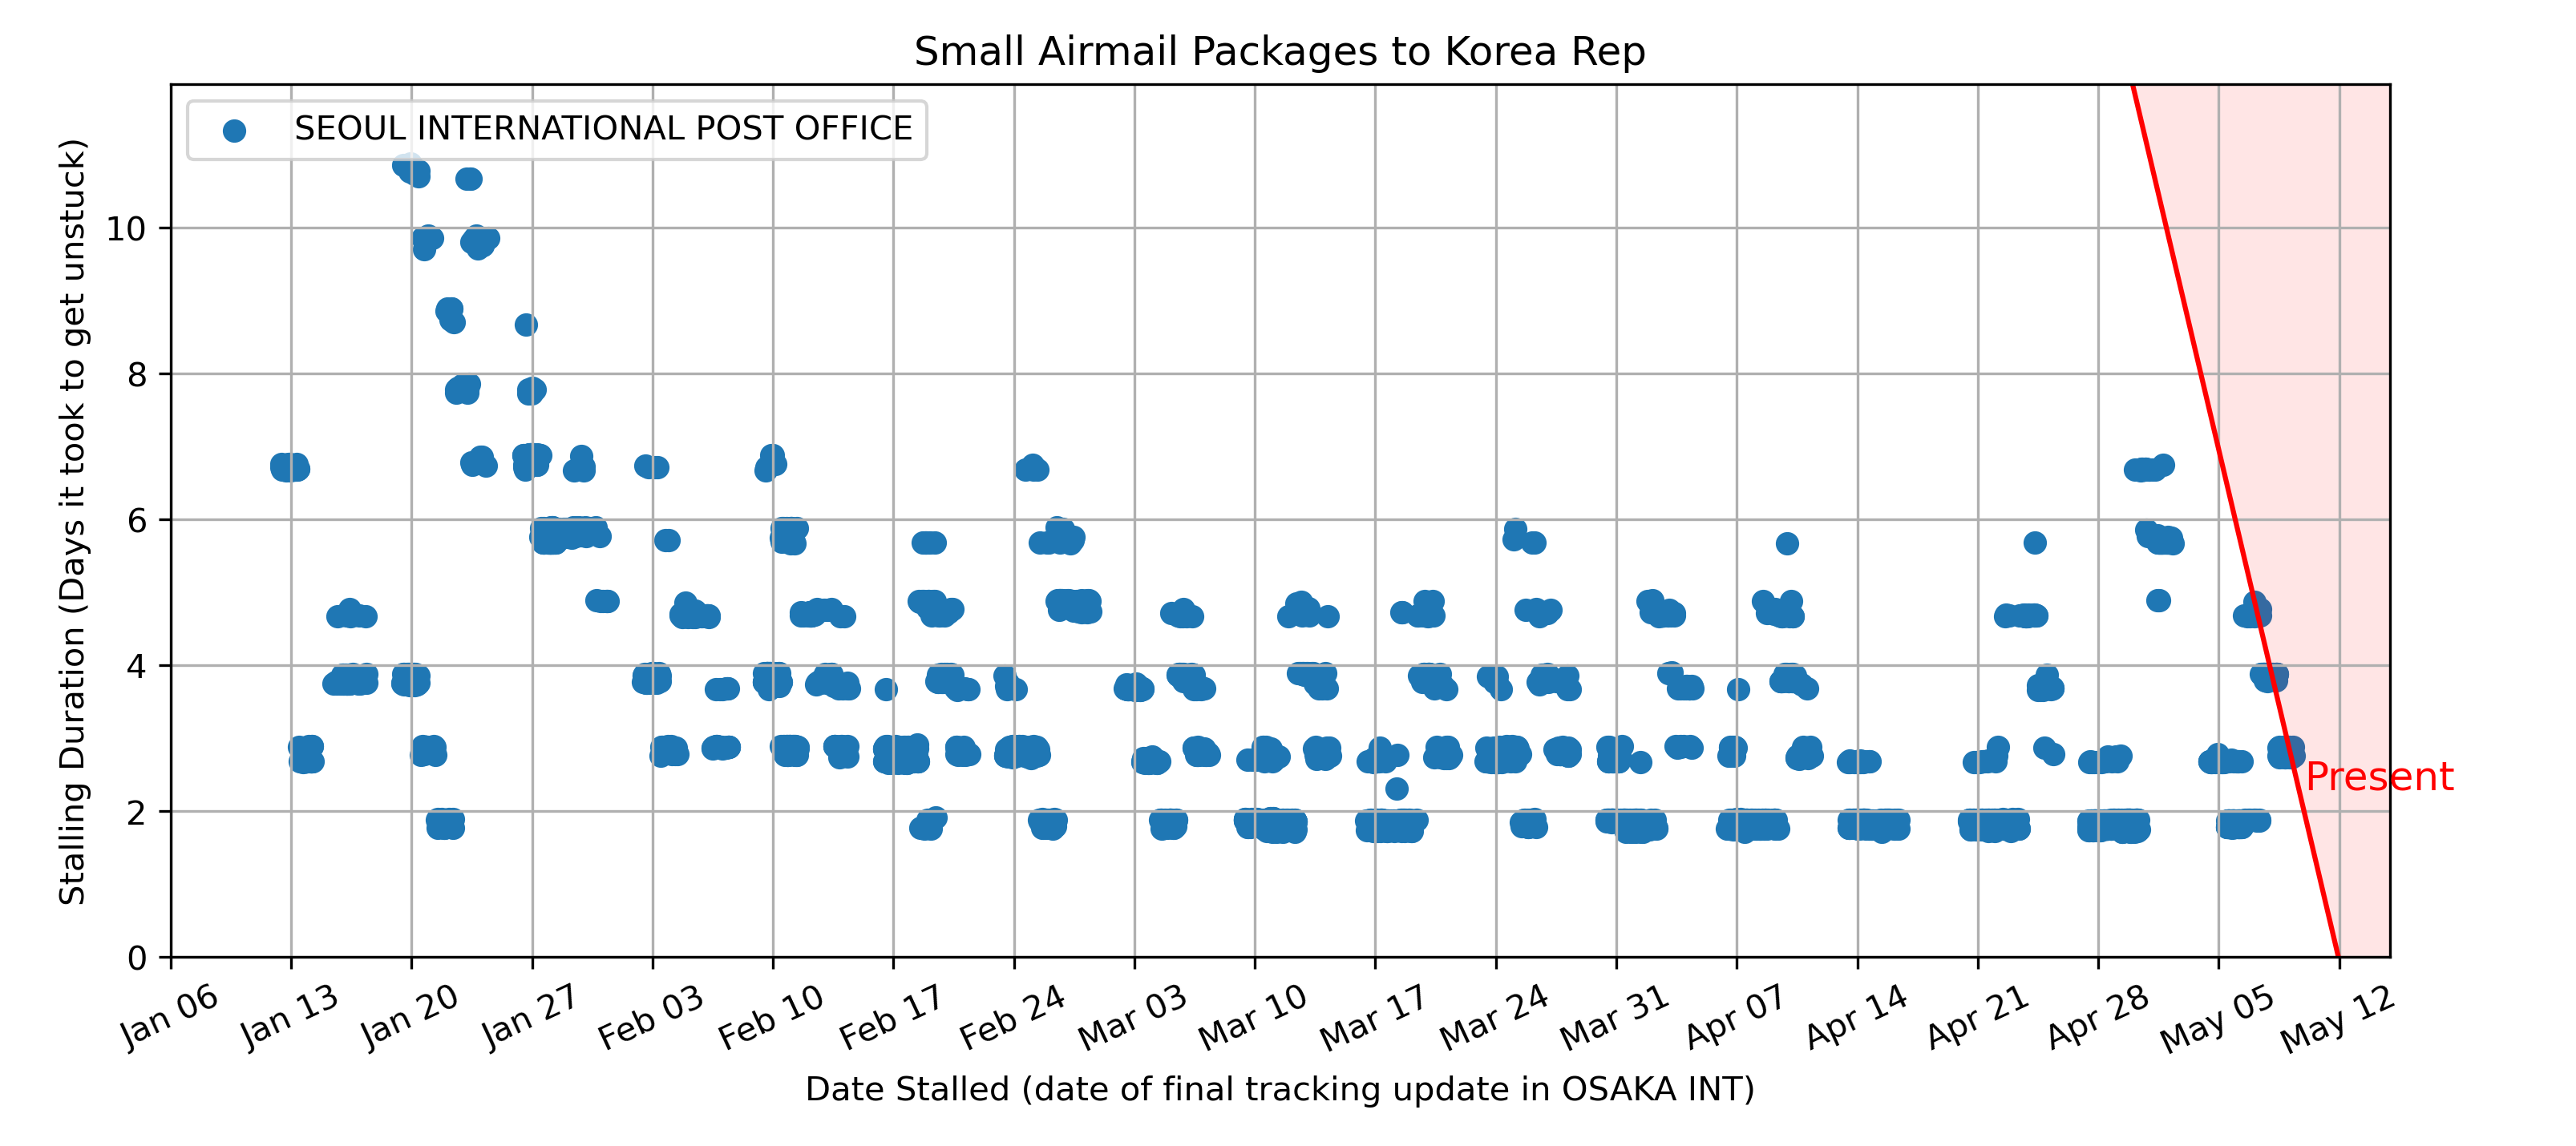 Small Airmail Packages to Korea Rep
SEOUL INTERNATIONAL POST OFFICE
Stalling Duration (Days it took to get unstuck)
10
8
6
4
2
0
Present
Jan 06 Jan 13 Jan 20 Jan 27 Feb 03 Feb 10 Feb 17 Feb 24 Mar 03 Mar 10 Mar 17 Mar 24 Mar 31 Apr 07 Apr 14 Apr 21 Apr 28 May 05 May 12
Date Stalled (date of final tracking update in OSAKA INT)